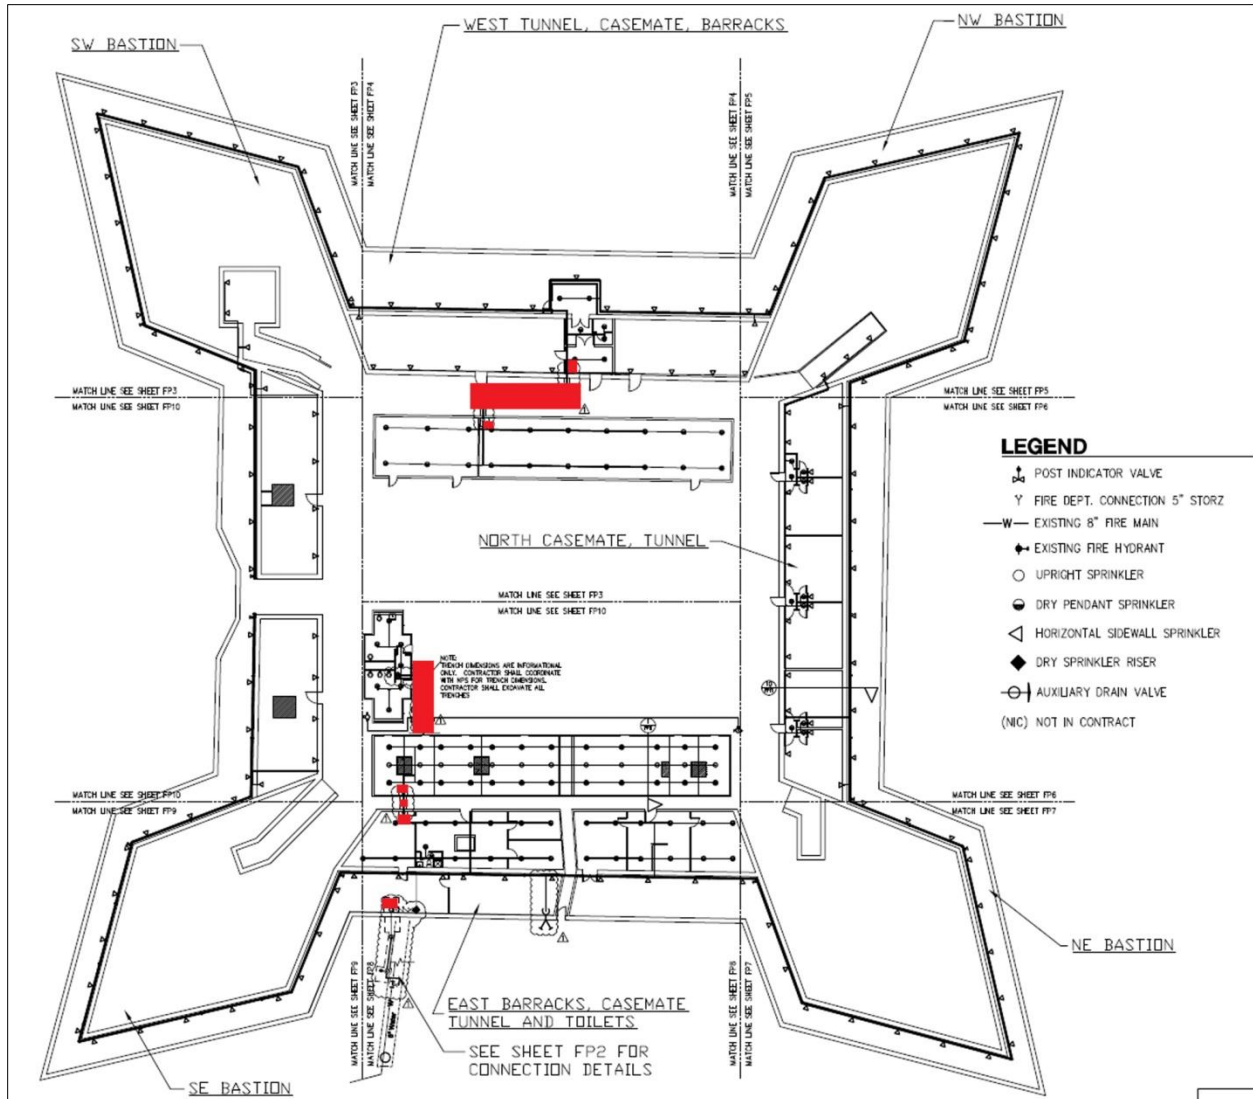 WEST TUNNEL, CASEMATE, BARRACKS
NW BASTION
SW BASTION
MATCH LINE SEE SHEET FP3
MATCH LINE SEE SHEET FP4
MATCH LINE SEE SHEET FP4
MATCH LINE SEE SHEET FP5
MATCH LINE SEE SHEET FP3
MATCH LINE SEE SHEET FP10
MATCH LINE SEE SHEET FP5
MATCH LINE SEE SHEET FP6
LEGEND
POST INDICATOR VALVE
FIRE DEPT. CONNECTION 5" STORZ
W EXISTING 8" FIRE MAIN
EXISTING FIRE HYDRANT
UPRIGHT SPRINKLER
DRY PENDANT SPRINKLER
HORIZONTAL SIDEWALL SPRINKLER
DRY SPRINKLER RISER
AUXILIARY DRAIN VALVE
(NIC) NOT IN CONTRACT
NORTH CASEMATE, TUNNEL
MATCH LINE SEE SHEET FP3
MATCH LINE SEE SHEET FP10
NOTE:
TRENCH DIMENSIONS ARE INFORMATIONAL
ONLY. CONTRACTOR SHALL COORDINATE
WITH NPS FOR TRENCH DIMENSIONS.
CONTRACTOR SHALL EXCAVATE ALL
TRENCHES
MATCH LINE SEE SHEET FP10
MATCH LINE SEE SHEET FP9
MATCH LINE SEE SHEET FP6
MATCH LINE SEE SHEET FP7
MATCH LINE SEE SHEET FP9
MATCH LINE SEE SHEET FP8
MATCH LINE SEE SHEET FP8
MATCH LINE SEE SHEET FP7
NE BASTION
EAST BARRACKS, CASEMATE
TUNNEL AND TOILETS
SEE SHEET FP2 FOR
CONNECTION DETAILS
SE BASTION